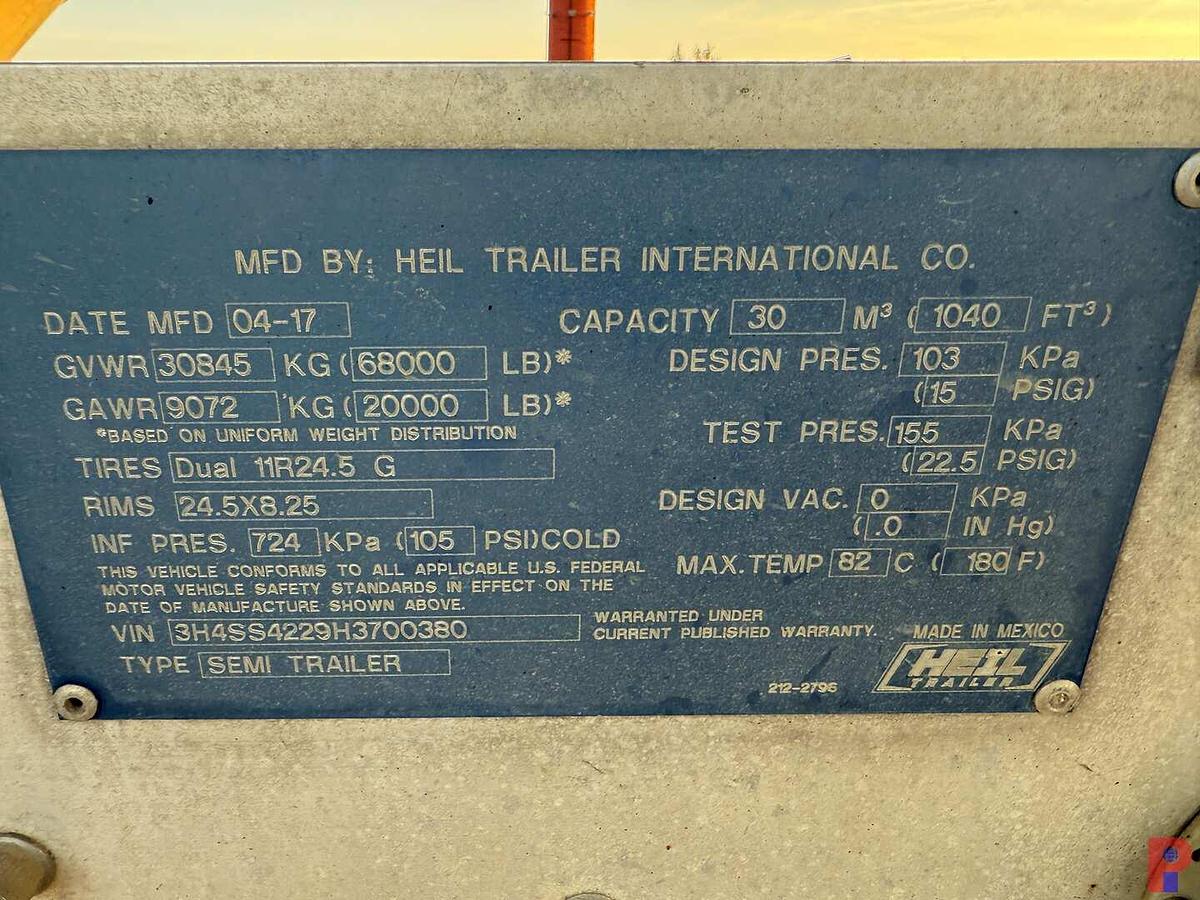 MFD BY: HEIL TRAILER INTERNATIONAL CO.
DATE MFD 04-17 CAPACITY 30 M³ (1040 FT³)
GVWR 30845 KG (68000 LB)* DESIGN PRES. 103 KPa
(15 PSIG)
GAWR 9072 KG (20000 LB)*
*BASED ON UNIFORM WEIGHT DISTRIBUTION TEST PRES. 155 KPa
(22.5 PSIG)
TIRES Dual 11R24.5 G
RIMS 24.5X8.25 DESIGN VAC. 0 KPa
(.0 IN Hg)
INF PRES. 724 KPa (105 PSI)COLD MAX.TEMP 82 C (180 F)
THIS VEHICLE CONFORMS TO ALL APPLICABLE U.S. FEDERAL
MOTOR VEHICLE SAFETY STANDARDS IN EFFECT ON THE
DATE OF MANUFACTURE SHOWN ABOVE.
VIN 3H4SS4229H3700380
WARRANTED UNDER
CURRENT PUBLISHED WARRANTY. MADE IN MEXICO
TYPE SEMI TRAILER
HEIL
TRAILER
212-2796